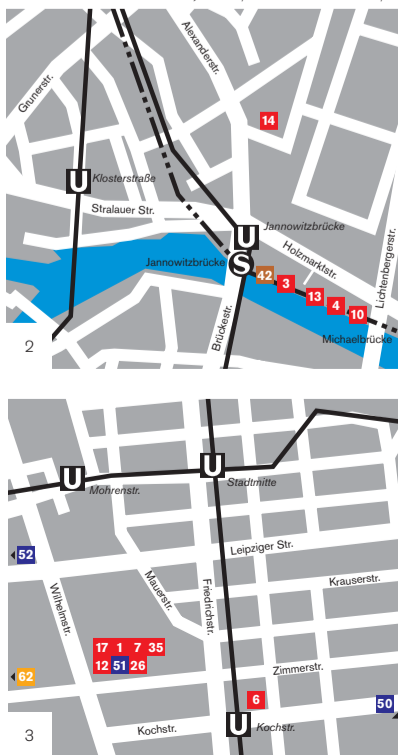 Alexanderstr.
Grunerstr.
14
U Klosterstraße
Stralauer Str.
U Jannowitzbrücke
Jannowitzbrücke S
Holzmarktstr.
Lichtenbergerstr.
42
3
13
4
10
Brückestr.
Michaelbrücke
2
U Mohrenstr.
U Stadtmitte
Leipziger Str.
52
Krauserstr.
Wilhelmstr.
Mauerstr.
Friedrichstr.
17 1 7 35
12 51 26
Zimmerstr.
62
6
50
Kochstr.
U Kochstr.
3